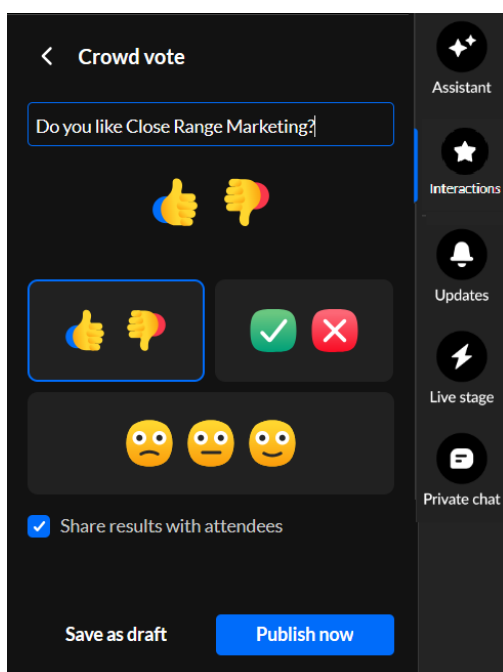 Crowd vote
Do you like Close Range Marketing?
Share results with attendees
Save as draft
Publish now
Assistant
Interactions
Updates
Live stage
Private chat